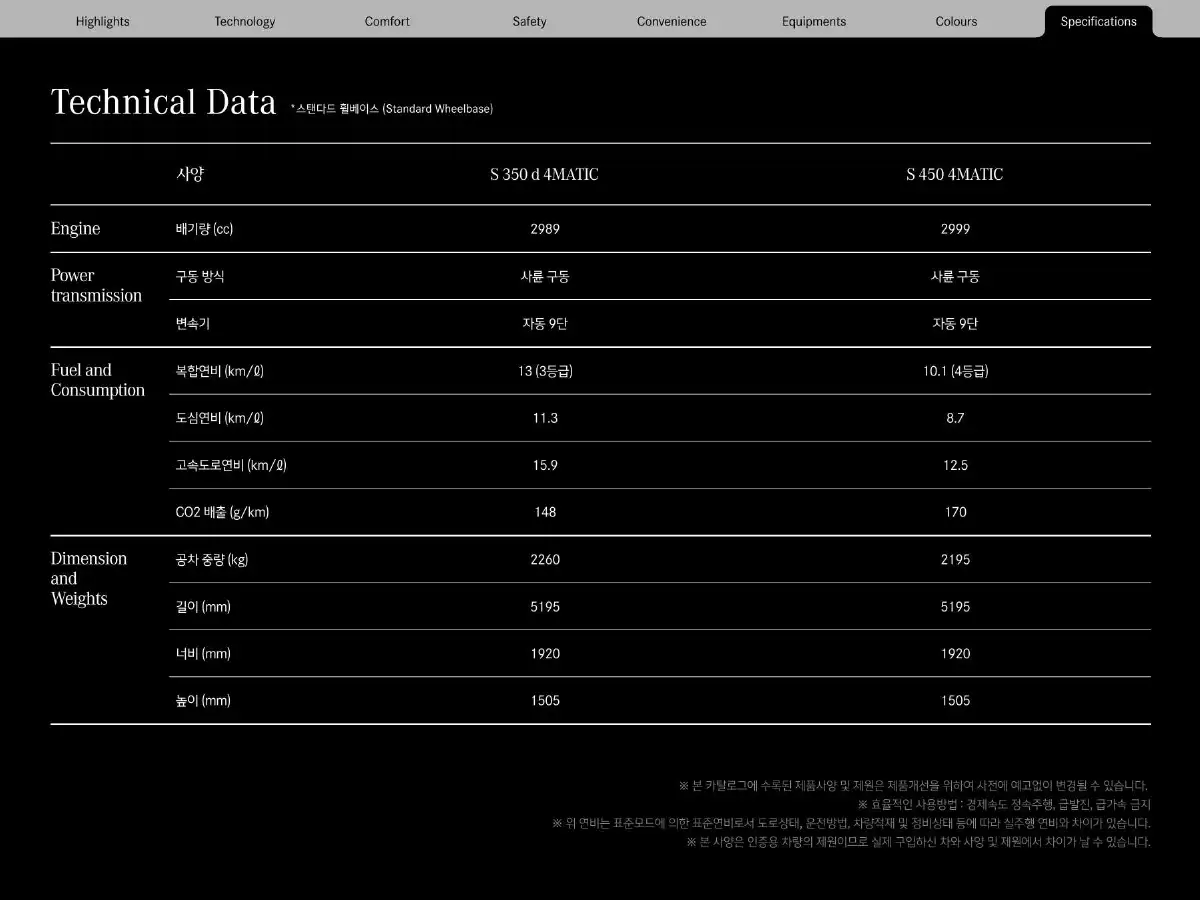 Highlights Technology Comfort Safety Convenience Equipments Colours Specifications
Technical Data *스탠다드 휠베이스 (Standard Wheelbase)
사양 S 350 d 4MATIC S 450 4MATIC
Engine 배기량 (cc) 2989 2999
Power 구동 방식 사륜 구동 사륜 구동
transmission
변속기 자동 9단 자동 9단
Fuel and 복합연비 (km/ℓ) 13 (3등급) 10.1 (4등급)
Consumption
도심연비 (km/ℓ) 11.3 8.7
고속도로연비 (km/ℓ) 15.9 12.5
CO2 배출 (g/km) 148 170
Dimension 공차 중량 (kg) 2260 2195
and
Weights
길이 (mm) 5195 5195
너비 (mm) 1920 1920
높이 (mm) 1505 1505
※ 본 카탈로그에 수록된 제품사양 및 제원은 제품개선을 위하여 사전에 예고없이 변경될 수 있습니다.
※ 효율적인 사용방법 : 경제속도 정속주행, 급발진, 급가속 금지
※ 위 연비는 표준모드에 의한 표준연비로서 도로상태, 운전방법, 차량적재 및 정비상태 등에 따라 실주행 연비와 차이가 있습니다.
※ 본 사양은 인증용 차량의 제원이므로 실제 구입하신 차와 사양 및 제원에서 차이가 날 수 있습니다.